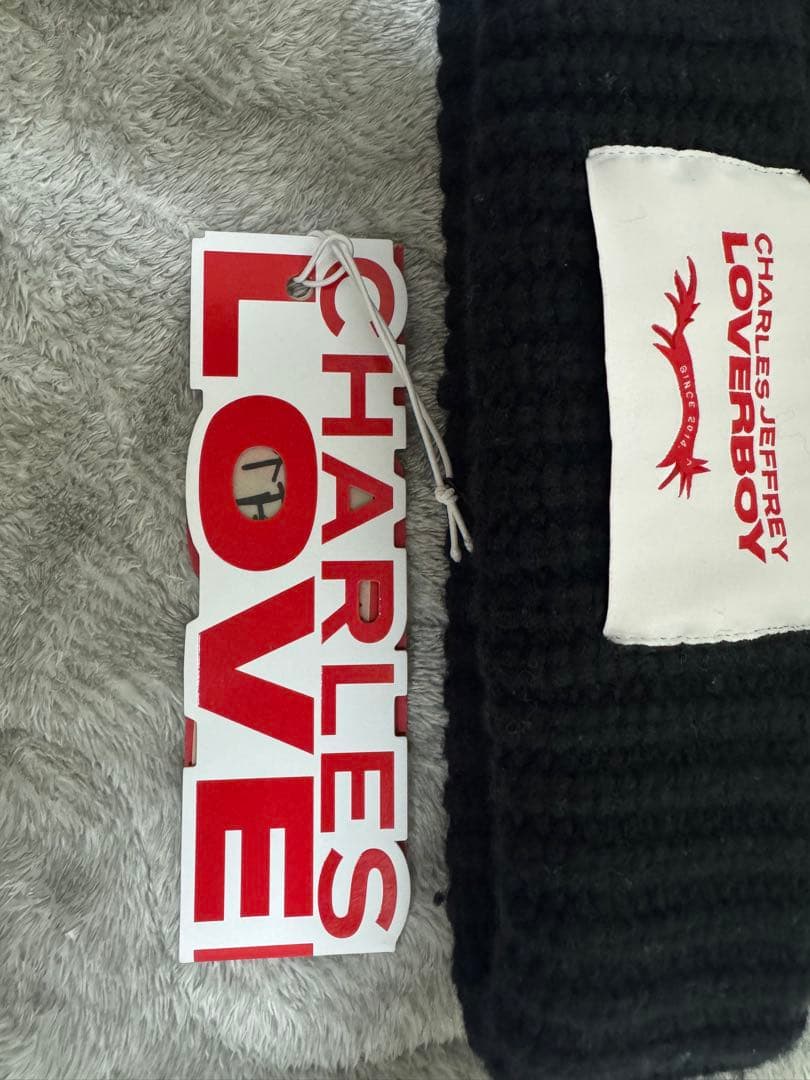 CHARLES
LOVE
CHARLES JEFFREY
LOVERBOY
SINCE 2014